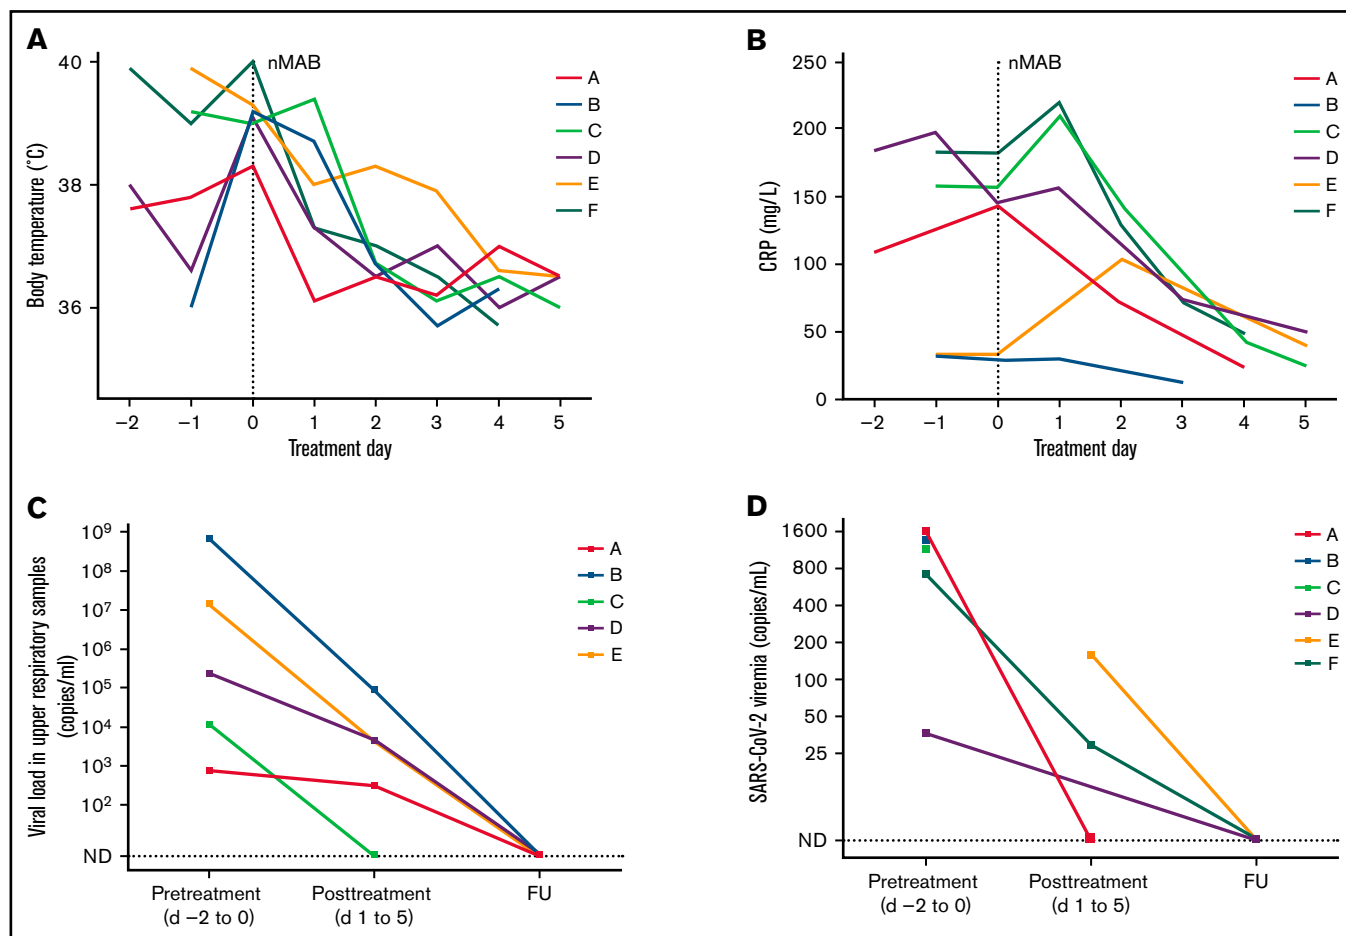 A
nMAB
40
38
36
Body temperature (°C)
−2 −1 0 1 2 3 4 5
Treatment day
A
B
C
D
E
F
B
nMAB
250
200
150
100
50
0
CRP (mg/L)
−2 −1 0 1 2 3 4 5
Treatment day
A
B
C
D
E
F
C
10⁹
10⁸
10⁷
10⁶
10⁵
10⁴
10³
10²
ND
Viral load in upper respiratory samples
(copies/ml)
Pretreatment Posttreatment FU
(d −2 to 0) (d 1 to 5)
A
B
C
D
E
D
1600
800
400
200
100
50
25
ND
SARS-CoV-2 viremia (copies/mL)
Pretreatment Posttreatment FU
(d −2 to 0) (d 1 to 5)
A
B
C
D
E
F